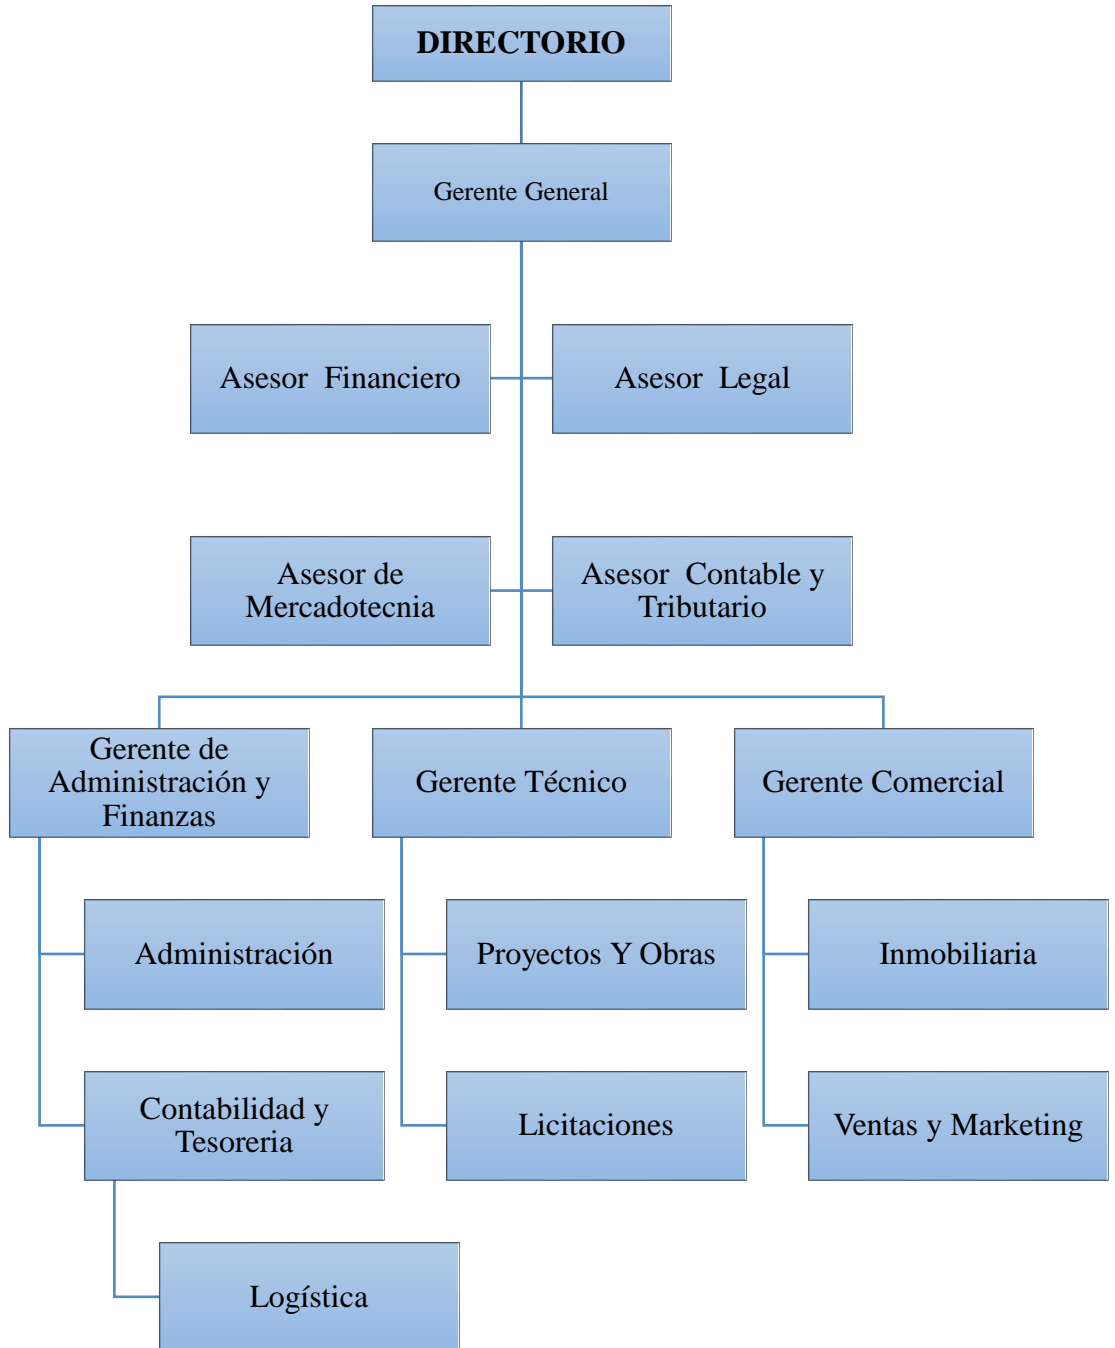 DIRECTORIO
Gerente General
Asesor  Financiero
Asesor  Legal
Asesor de
Mercadotecnia
Asesor  Contable y
Tributario
Gerente de
Administración y
Finanzas
Gerente Técnico
Gerente Comercial
Administración
Proyectos Y Obras
Inmobiliaria
Contabilidad y
Tesoreria
Licitaciones
Ventas y Marketing
Logística